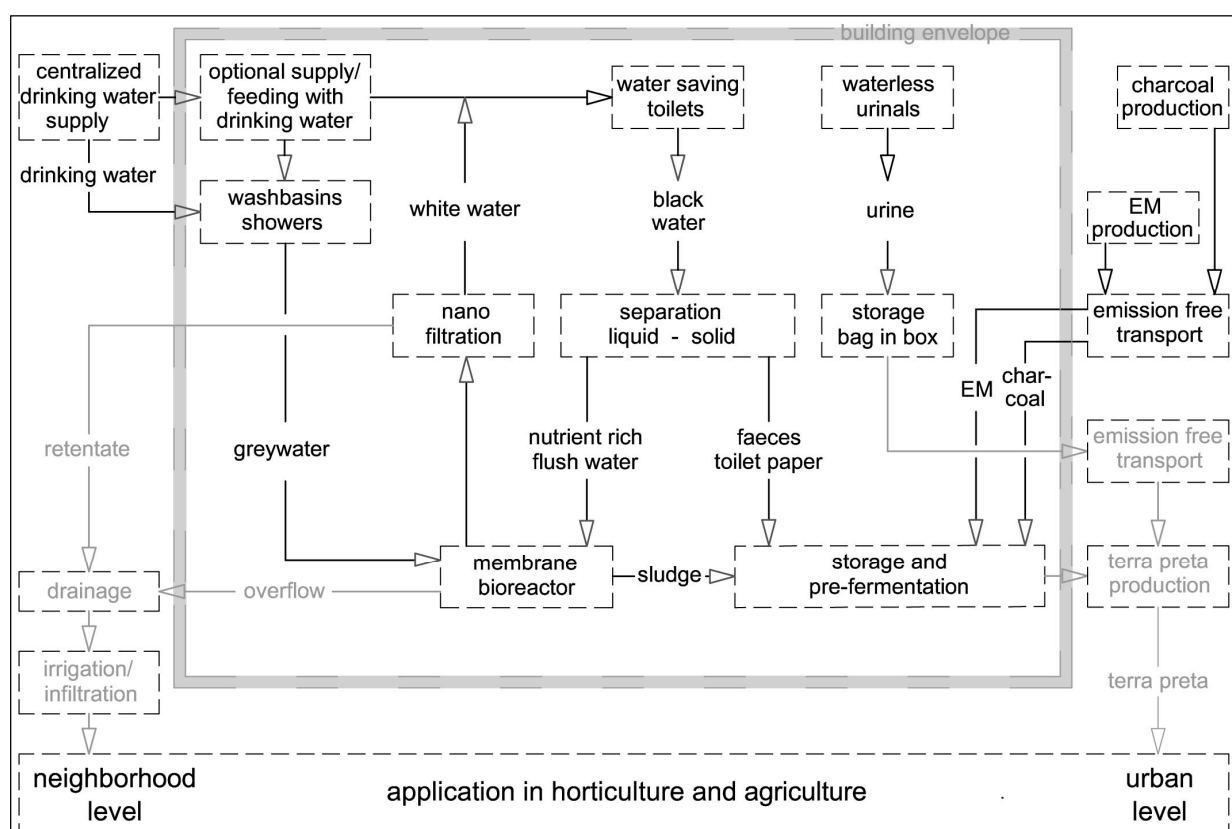 building envelope
centralized
drinking water
supply
optional supply/
feeding with
drinking water
water saving
toilets
waterless
urinals
charcoal
production
drinking water
washbasins
showers
white water
black
water
urine
EM
production
nano
filtration
separation
liquid - solid
storage
bag in box
emission free
transport
EM
char-
coal
retentate
greywater
nutrient rich
flush water
faeces
toilet paper
emission free
transport
drainage
overflow
membrane
bioreactor
sludge
storage and
pre-fermentation
terra preta
production
irrigation/
infiltration
terra preta
neighborhood
level
application in horticulture and agriculture
urban
level